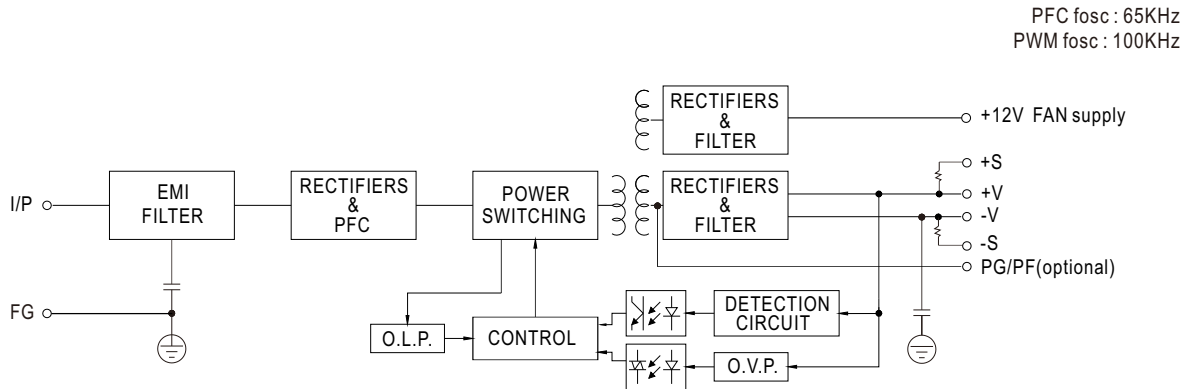 PFC fosc : 65KHz
PWM fosc : 100KHz
RECTIFIERS
&
FILTER
+12V FAN supply
I/P
EMI
FILTER
RECTIFIERS
&
PFC
POWER
SWITCHING
RECTIFIERS
&
FILTER
+S
+V
-V
-S
PG/PF(optional)
FG
O.L.P.
CONTROL
DETECTION
CIRCUIT
O.V.P.